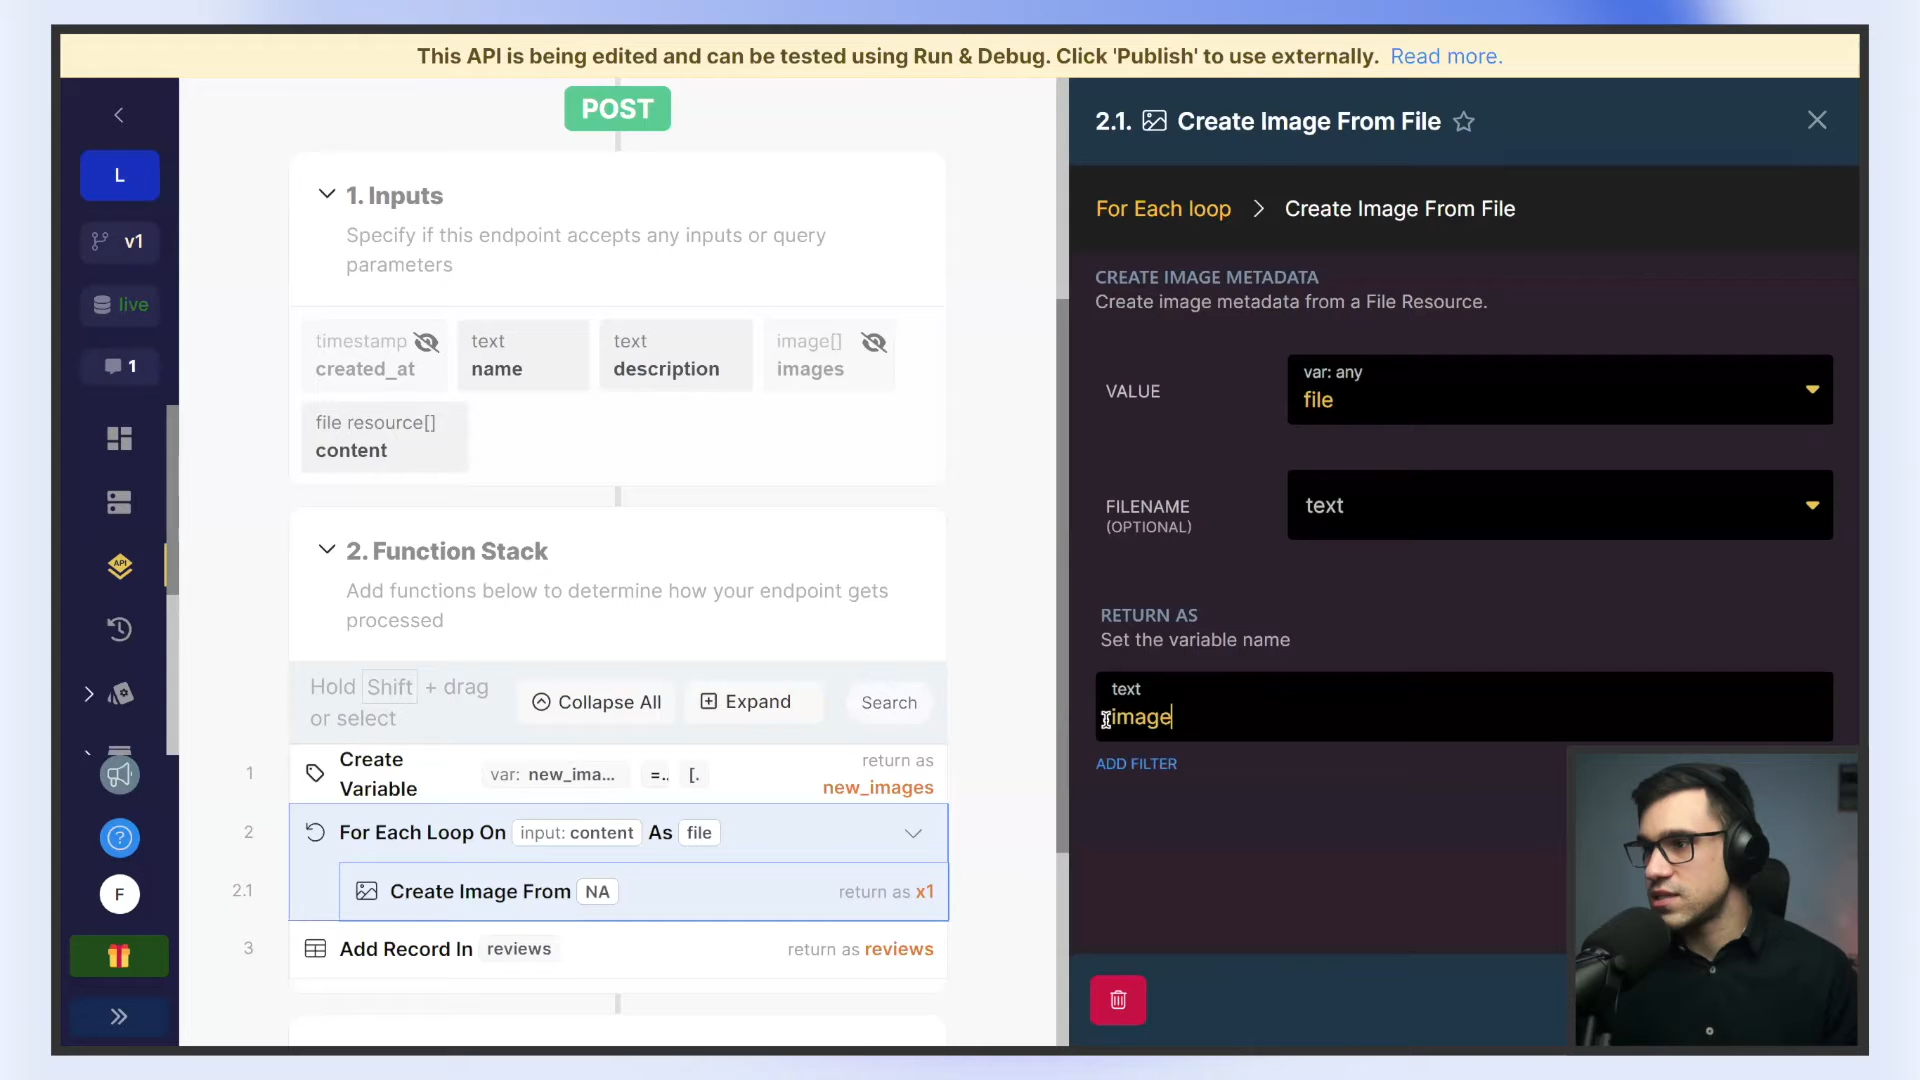 This API is being edited and can be tested using Run & Debug. Click 'Publish' to use externally. Read more.
L
v1
live
1
API
F
POST
1. Inputs
Specify if this endpoint accepts any inputs or query
parameters
timestamp
created_at
text
name
text
description
image[]
images
file resource[]
content
2. Function Stack
Add functions below to determine how your endpoint gets
processed
Hold Shift + drag
or select
Collapse All
Expand
Search
1
Create
Variable
var: new_ima...
=..
[.
return as
new_images
2
For Each Loop On input: content As file
2.1
Create Image From NA
return as x1
3
Add Record In reviews
return as reviews
2.1. Create Image From File
For Each loop > Create Image From File
CREATE IMAGE METADATA
Create image metadata from a File Resource.
VALUE
var: any
file
FILENAME
(OPTIONAL)
text
RETURN AS
Set the variable name
text
image
ADD FILTER